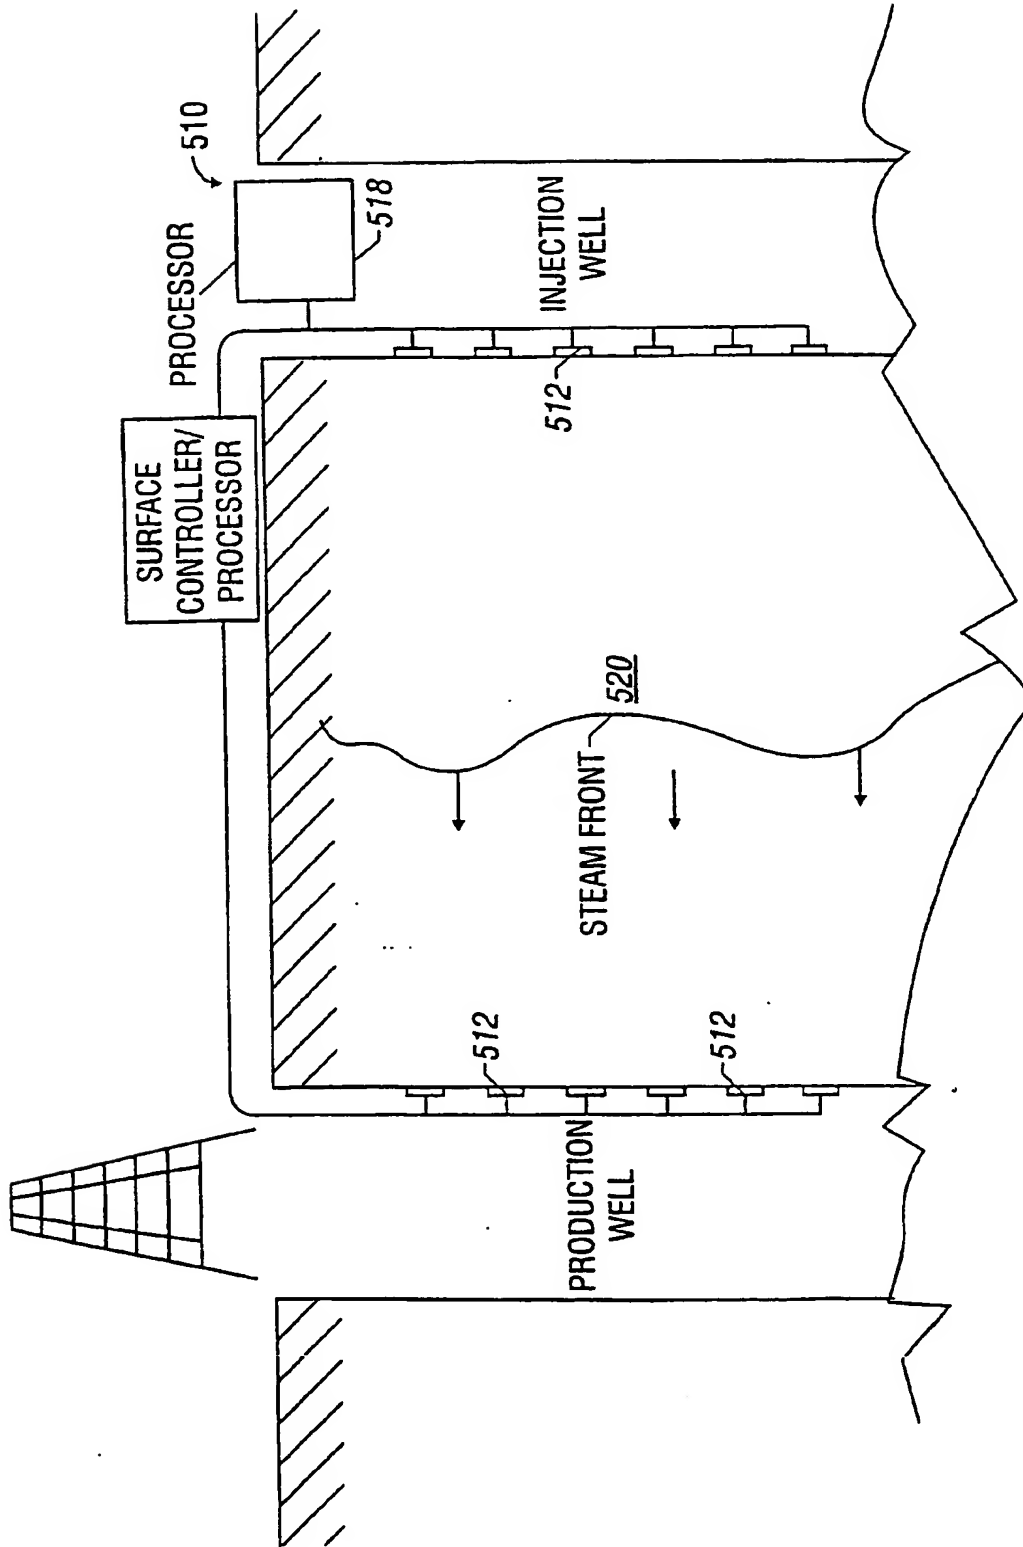 510
PROCESSOR
518
SURFACE
CONTROLLER/
PROCESSOR
INJECTION
WELL
512
STEAM FRONT
520
512
512
PRODUCTION
WELL